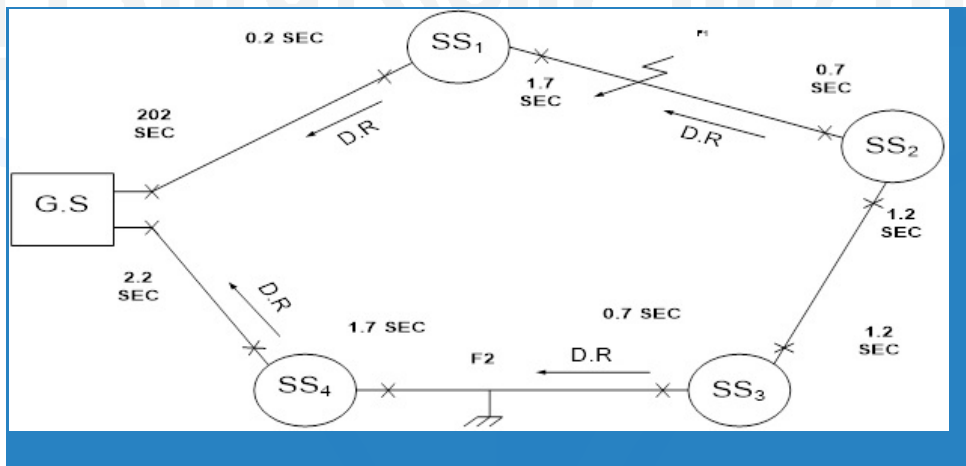 0.2 SEC
SS₁
F1
1.7
SEC
0.7
SEC
202
SEC
D.R
D.R
SS₂
G.S
1.2
SEC
2.2
SEC
D.R
1.7 SEC
0.7 SEC
1.2
SEC
F2
D.R
SS₄
SS₃